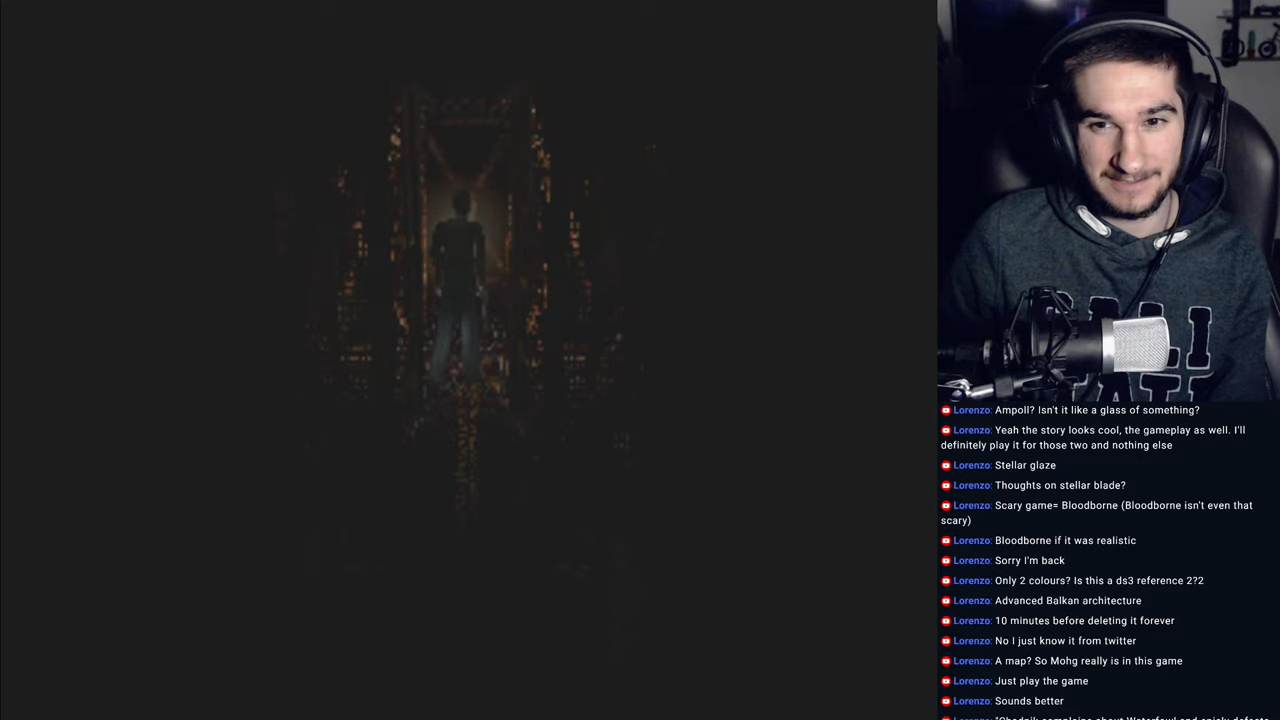 CALI
Lorenzo: Ampoll? Isn't it like a glass of something?
Lorenzo: Yeah the story looks cool, the gameplay as well. I'll
definitely play it for those two and nothing else
Lorenzo: Stellar glaze
Lorenzo: Thoughts on stellar blade?
Lorenzo: Scary game= Bloodborne (Bloodborne isn't even that
scary)
Lorenzo: Bloodborne if it was realistic
Lorenzo: Sorry I'm back
Lorenzo: Only 2 colours? Is this a ds3 reference 2?2
Lorenzo: Advanced Balkan architecture
Lorenzo: 10 minutes before deleting it forever
Lorenzo: No I just know it from twitter
Lorenzo: A map? So Mohg really is in this game
Lorenzo: Just play the game
Lorenzo: Sounds better